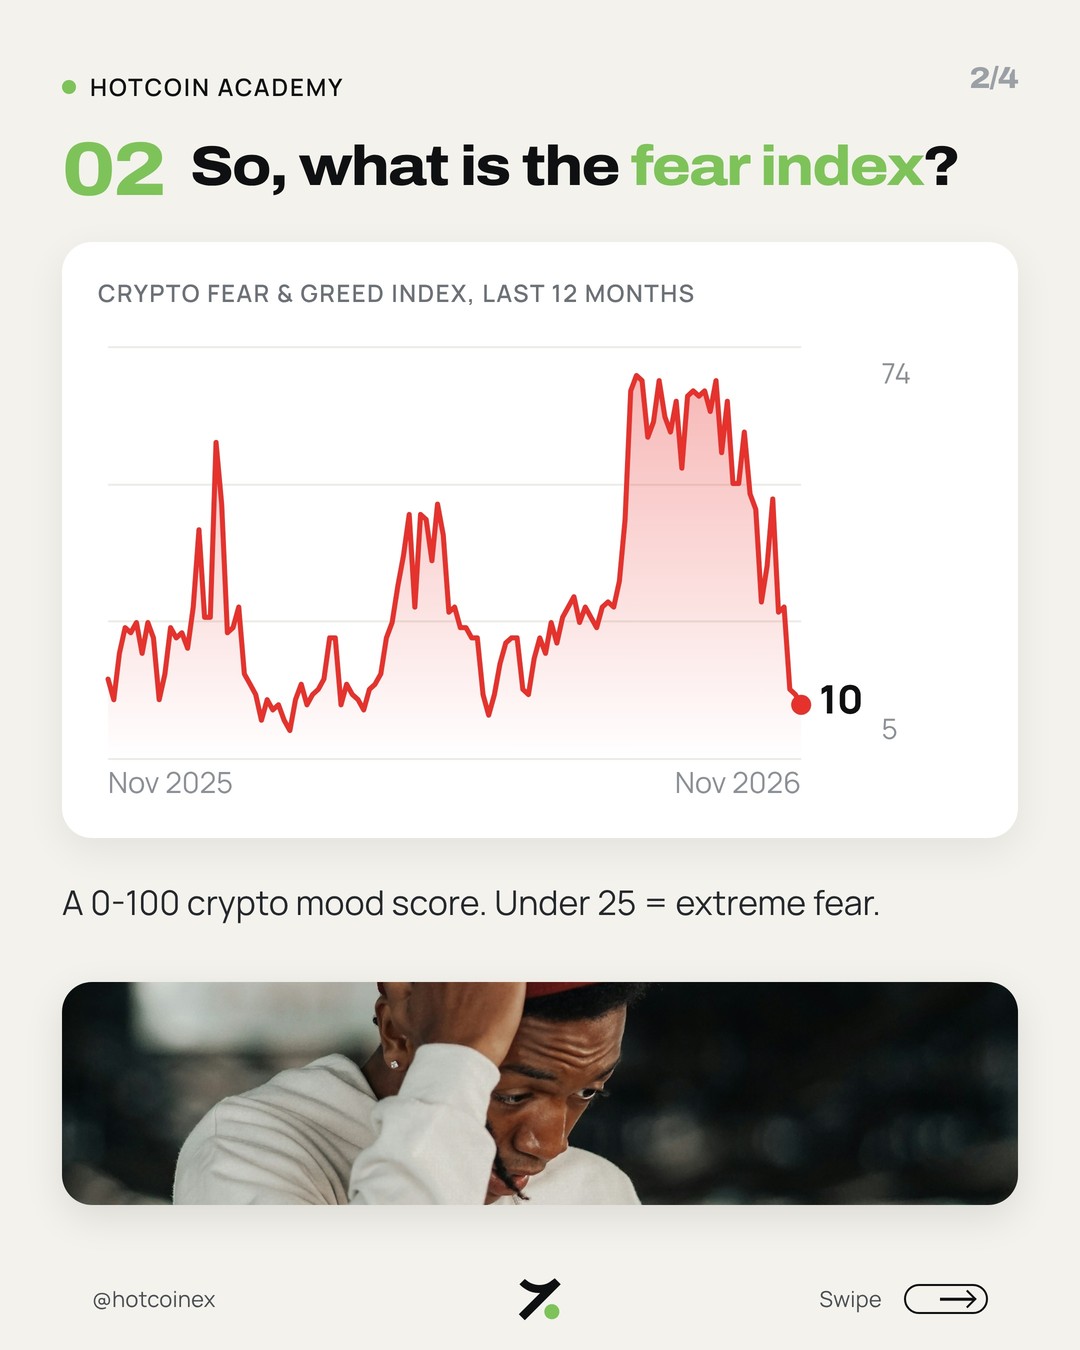 HOTCOIN ACADEMY
2/4
02 So, what is the fear index?
CRYPTO FEAR & GREED INDEX, LAST 12 MONTHS
74
10
5
Nov 2025
Nov 2026
A 0-100 crypto mood score. Under 25 = extreme fear.
@hotcoinex
Swipe